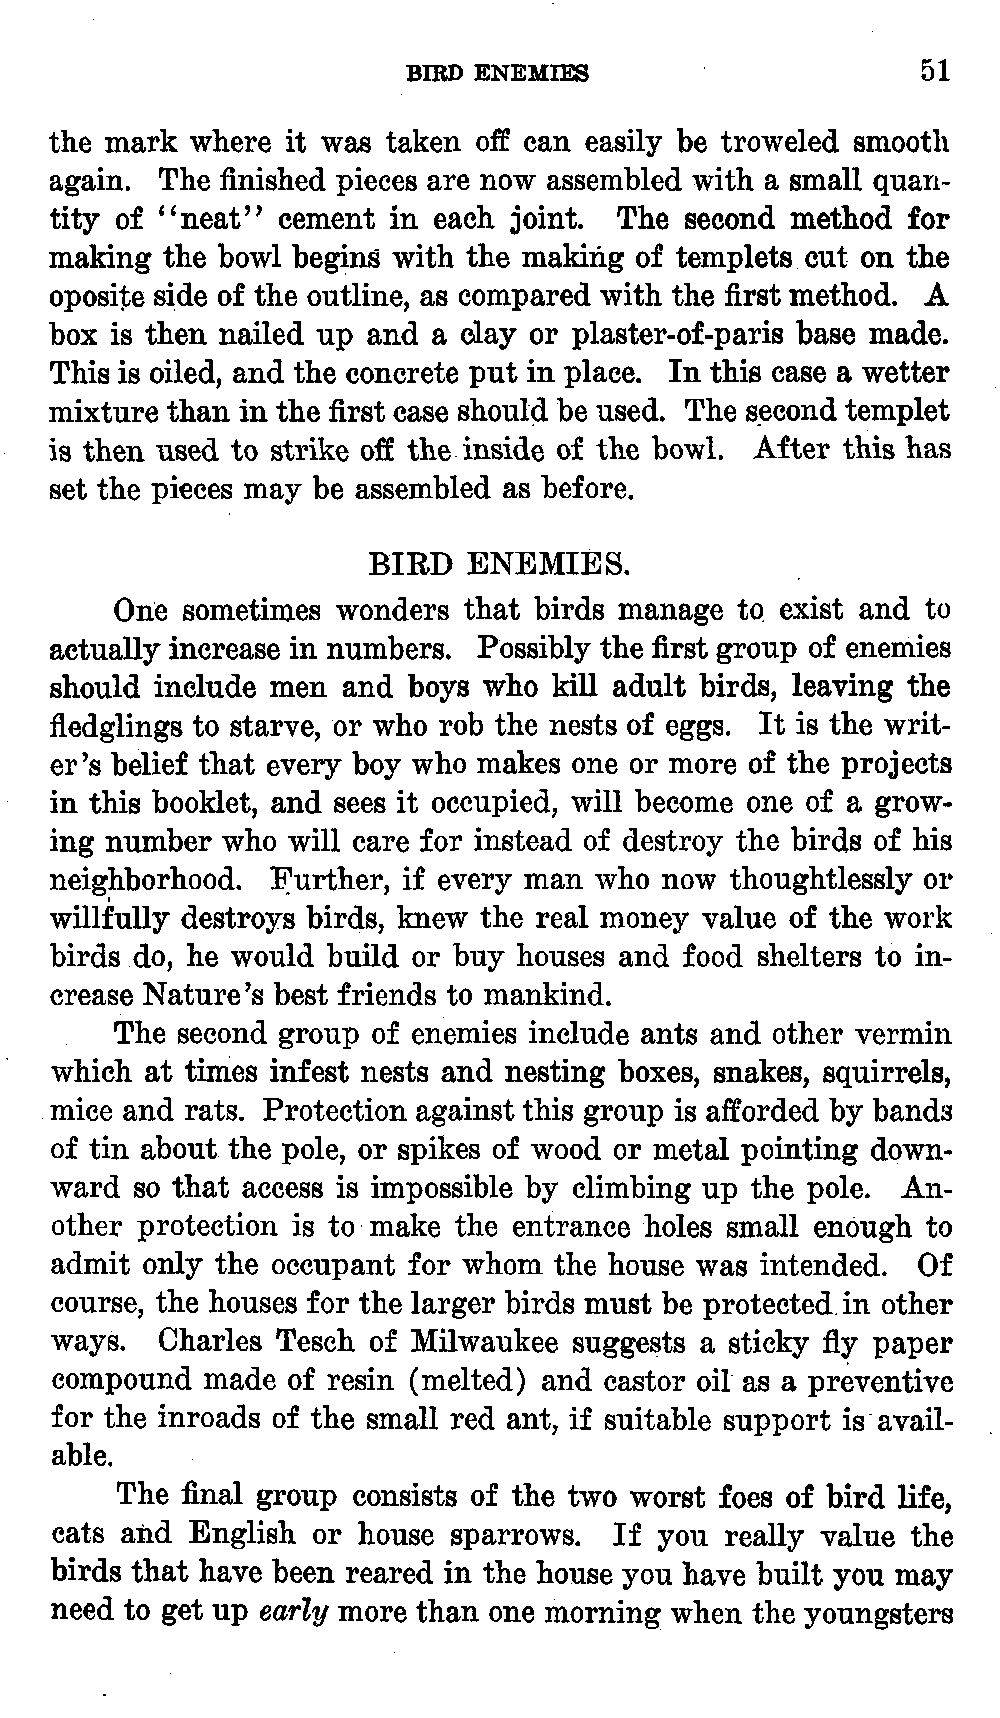 BIRD ENEMIES 51
the mark where it was taken off can easily be troweled smooth
again. The finished pieces are now assembled with a small quan-
tity of "neat" cement in each joint. The second method for
making the bowl begins with the making of templets cut on the
oposite side of the outline, as compared with the first method. A
box is then nailed up and a clay or plaster-of-paris base made.
This is oiled, and the concrete put in place. In this case a wetter
mixture than in the first case should be used. The second templet
is then used to strike off the inside of the bowl. After this has
set the pieces may be assembled as before.
BIRD ENEMIES.
One sometimes wonders that birds manage to exist and to
actually increase in numbers. Possibly the first group of enemies
should include men and boys who kill adult birds, leaving the
fledglings to starve, or who rob the nests of eggs. It is the writ-
er's belief that every boy who makes one or more of the projects
in this booklet, and sees it occupied, will become one of a grow-
ing number who will care for instead of destroy the birds of his
neighborhood. Further, if every man who now thoughtlessly or
willfully destroys birds, knew the real money value of the work
birds do, he would build or buy houses and food shelters to in-
crease Nature's best friends to mankind.
The second group of enemies include ants and other vermin
which at times infest nests and nesting boxes, snakes, squirrels,
mice and rats. Protection against this group is afforded by bands
of tin about the pole, or spikes of wood or metal pointing down-
ward so that access is impossible by climbing up the pole. An-
other protection is to make the entrance holes small enough to
admit only the occupant for whom the house was intended. Of
course, the houses for the larger birds must be protected in other
ways. Charles Tesch of Milwaukee suggests a sticky fly paper
compound made of resin (melted) and castor oil as a preventive
for the inroads of the small red ant, if suitable support is avail-
able.
The final group consists of the two worst foes of bird life,
cats and English or house sparrows. If you really value the
birds that have been reared in the house you have built you may
need to get up early more than one morning when the youngsters